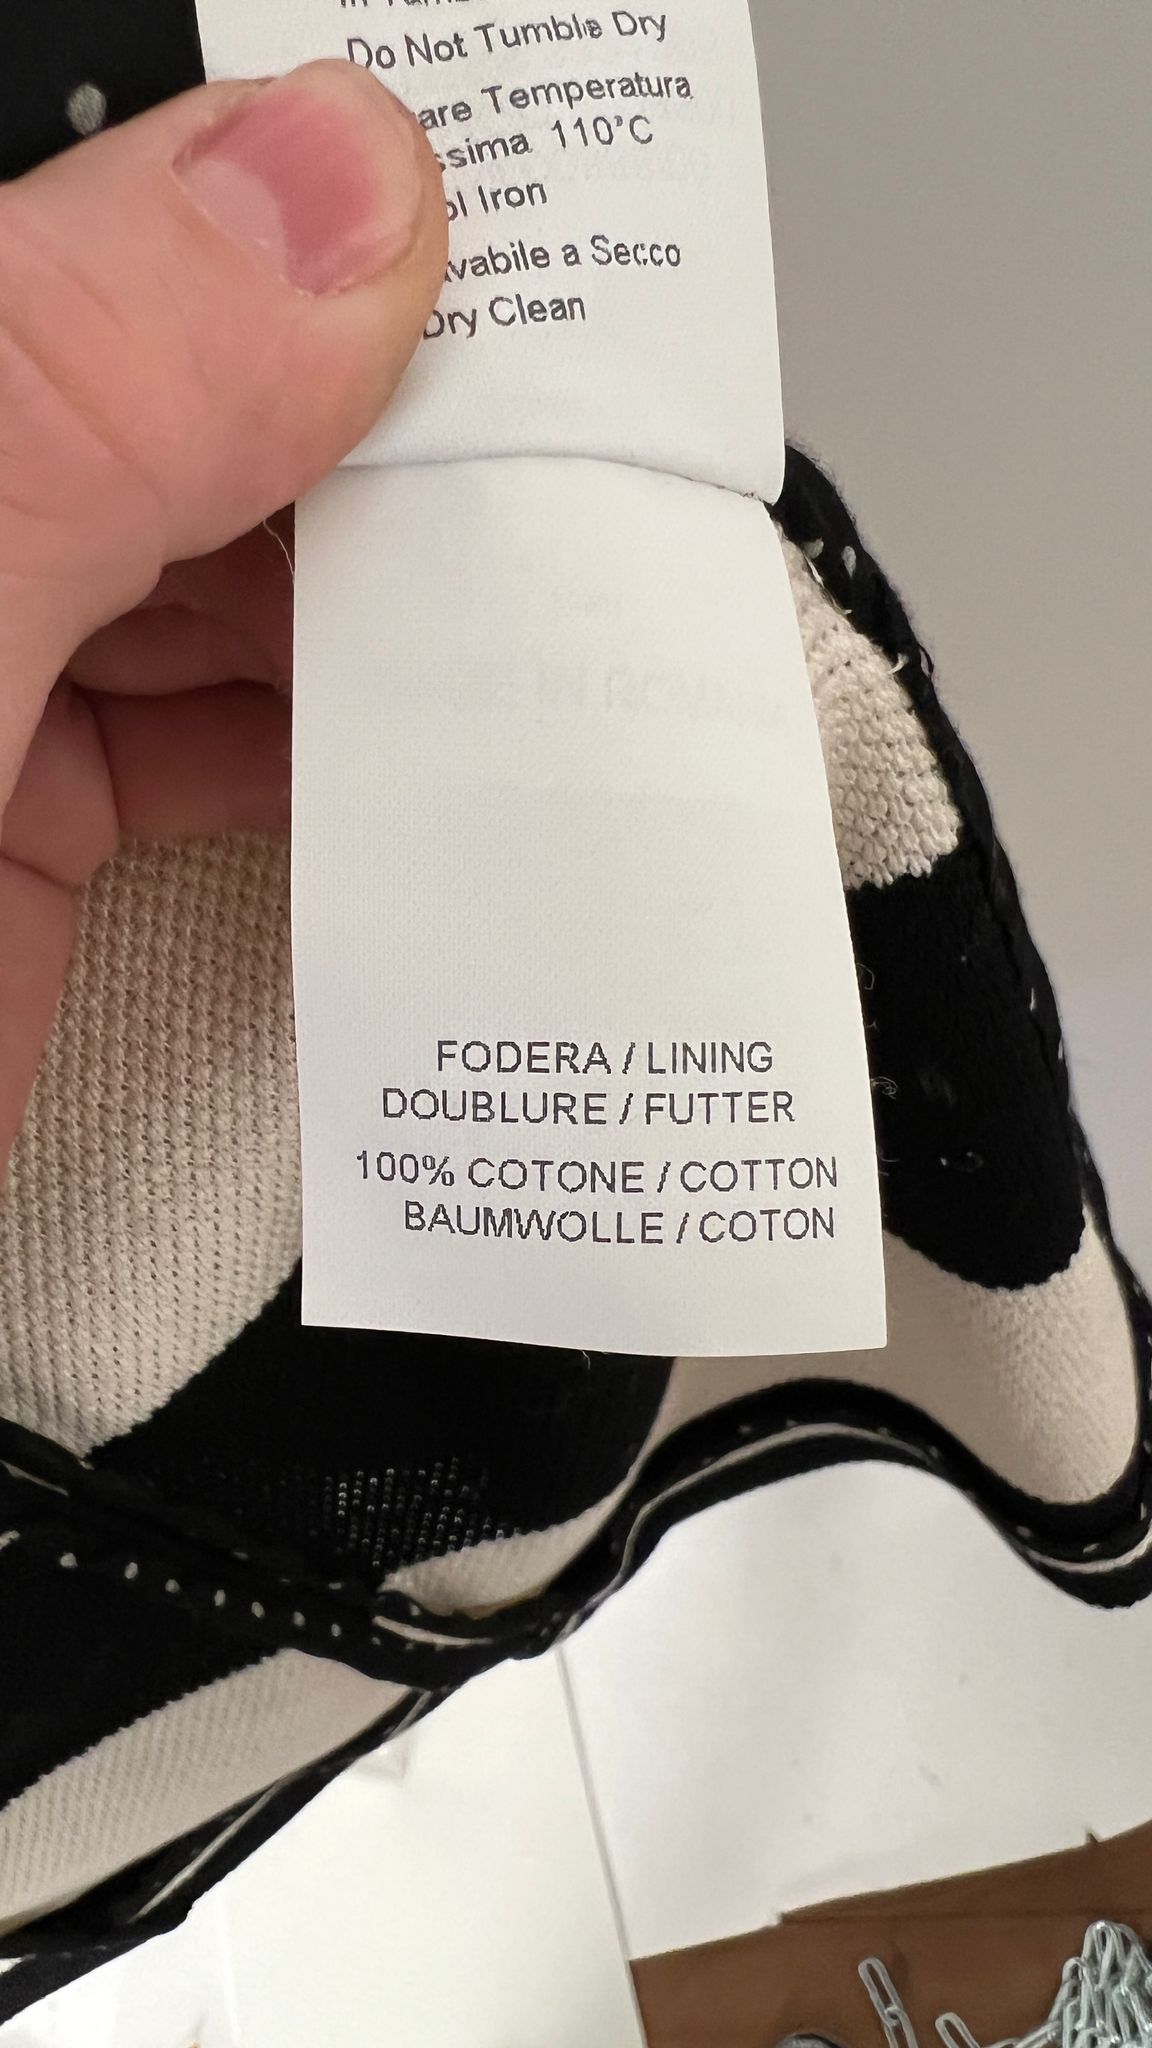 Do Not Tumble Dry
Temperatura
110°C
Iron
a Secco
Dry Clean
FODERA / LINING
DOUBLURE / FUTTER
100% COTONE / COTTON
BAUMWOLLE / COTON